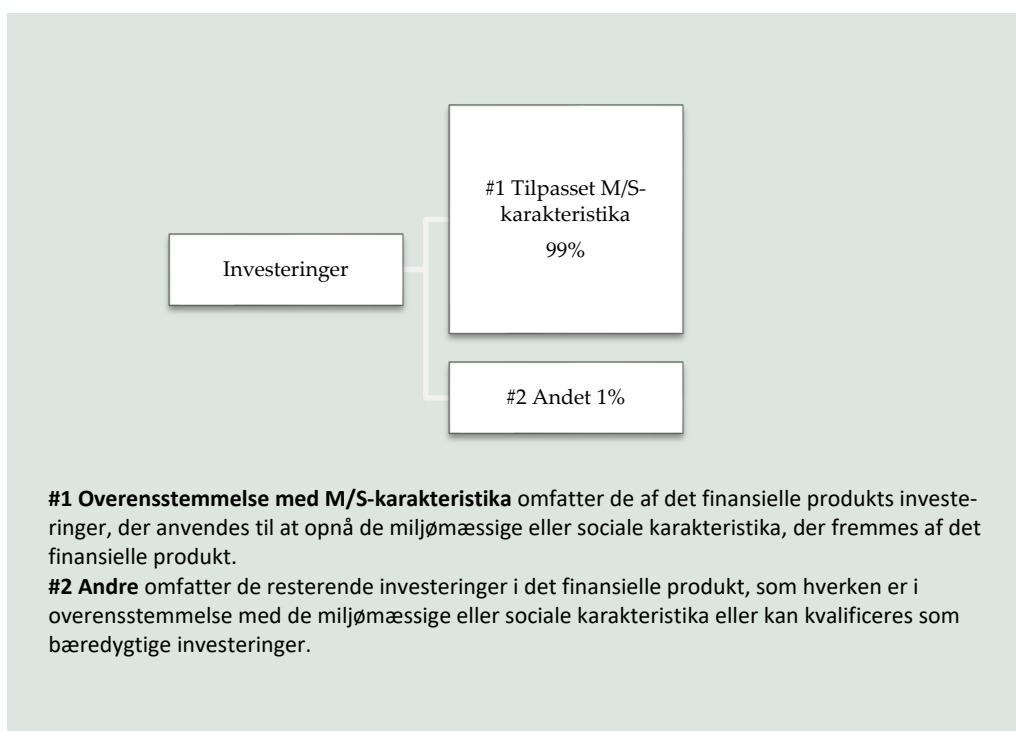 #1 Tilpasset M/S-
karakteristika
99%
Investeringer
#2 Andet 1%
#1 Overensstemmelse med M/S-karakteristika omfatter de af det finansielle produkts investe-
ringer, der anvendes til at opnå de miljømæssige eller sociale karakteristika, der fremmes af det
finansielle produkt.
#2 Andre omfatter de resterende investeringer i det finansielle produkt, som hverken er i
overensstemmelse med de miljømæssige eller sociale karakteristika eller kan kvalificeres som
bæredygtige investeringer.